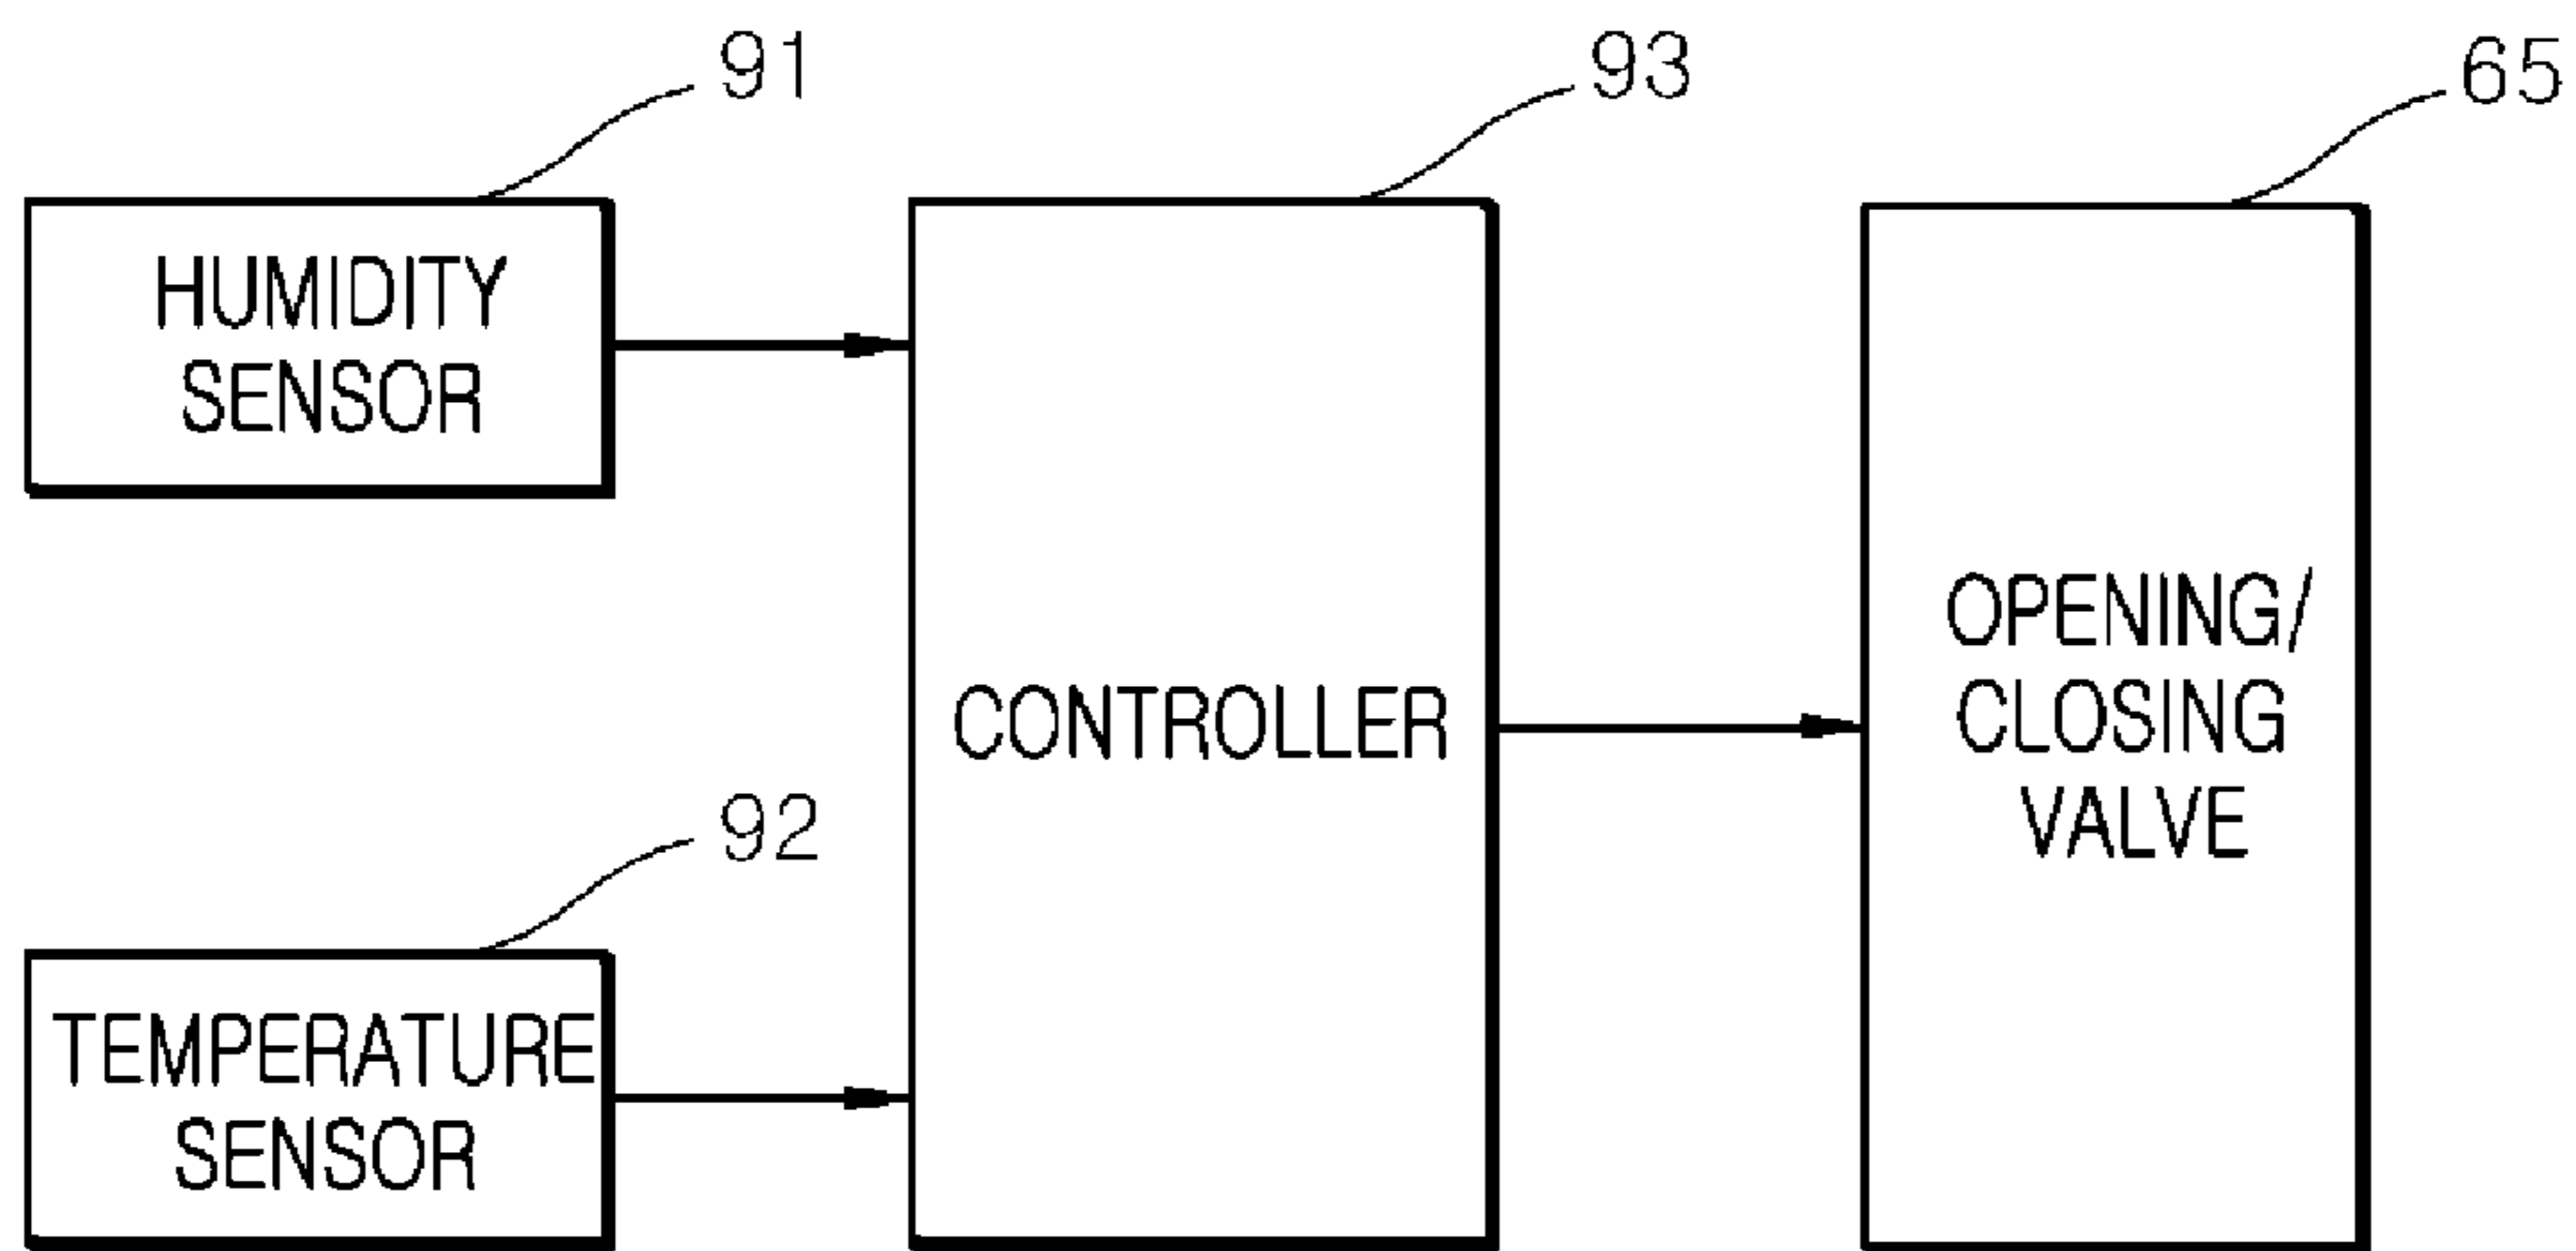 91
93
65
HUMIDITY
SENSOR
CONTROLLER
OPENING/
CLOSING
VALVE
92
TEMPERATURE
SENSOR